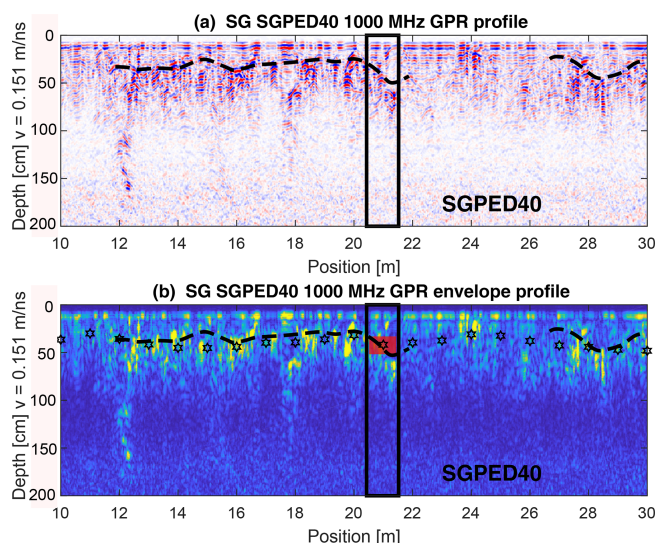 (a) SG SGPED40 1000 MHz GPR profile
Depth [cm] v = 0.151 m/ns
0
50
100
150
200
SGPED40
10 12 14 16 18 20 22 24 26 28 30
Position [m]
(b) SG SGPED40 1000 MHz GPR envelope profile
Depth [cm] v = 0.151 m/ns
0
50
100
150
200
SGPED40
10 12 14 16 18 20 22 24 26 28 30
Position [m]